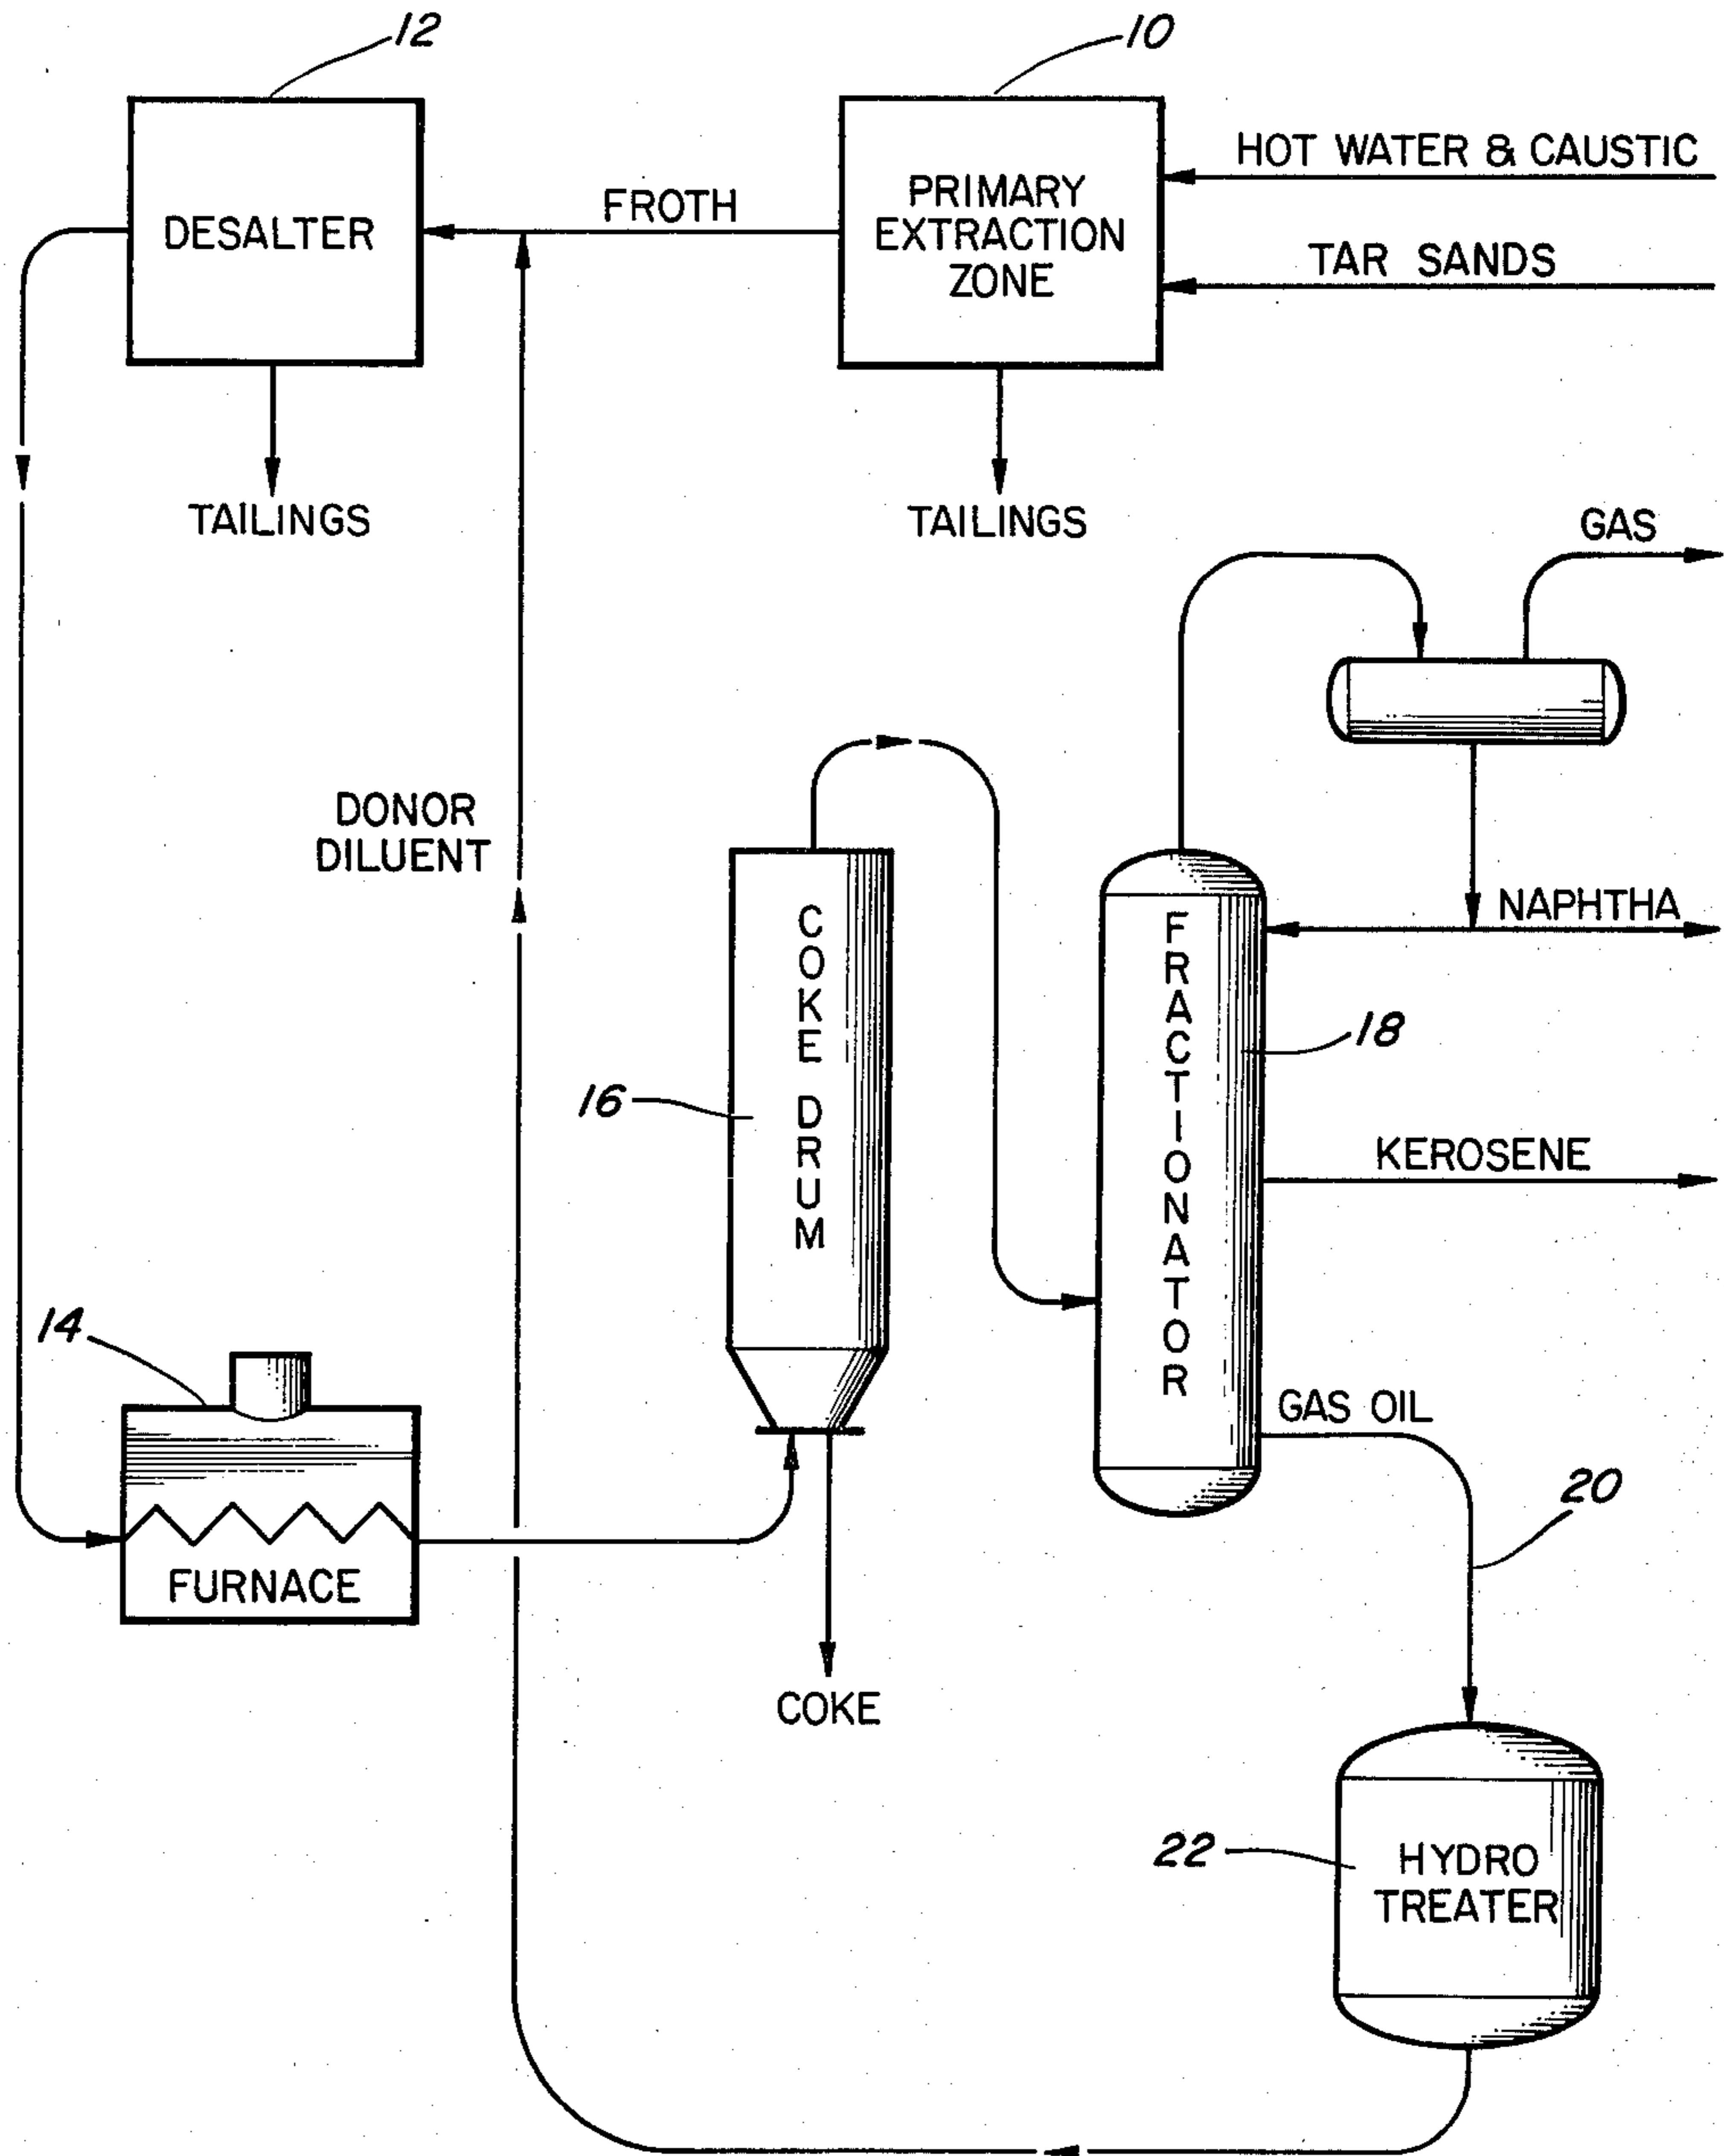 12
10
HOT WATER & CAUSTIC
DESALTER
FROTH
PRIMARY
EXTRACTION
ZONE
TAR SANDS
TAILINGS
TAILINGS
GAS
DONOR
DILUENT
COKE DRUM
FRACTIONATOR
NAPHTHA
18
16
KEROSENE
14
GAS OIL
20
FURNACE
COKE
22
HYDRO
TREATER